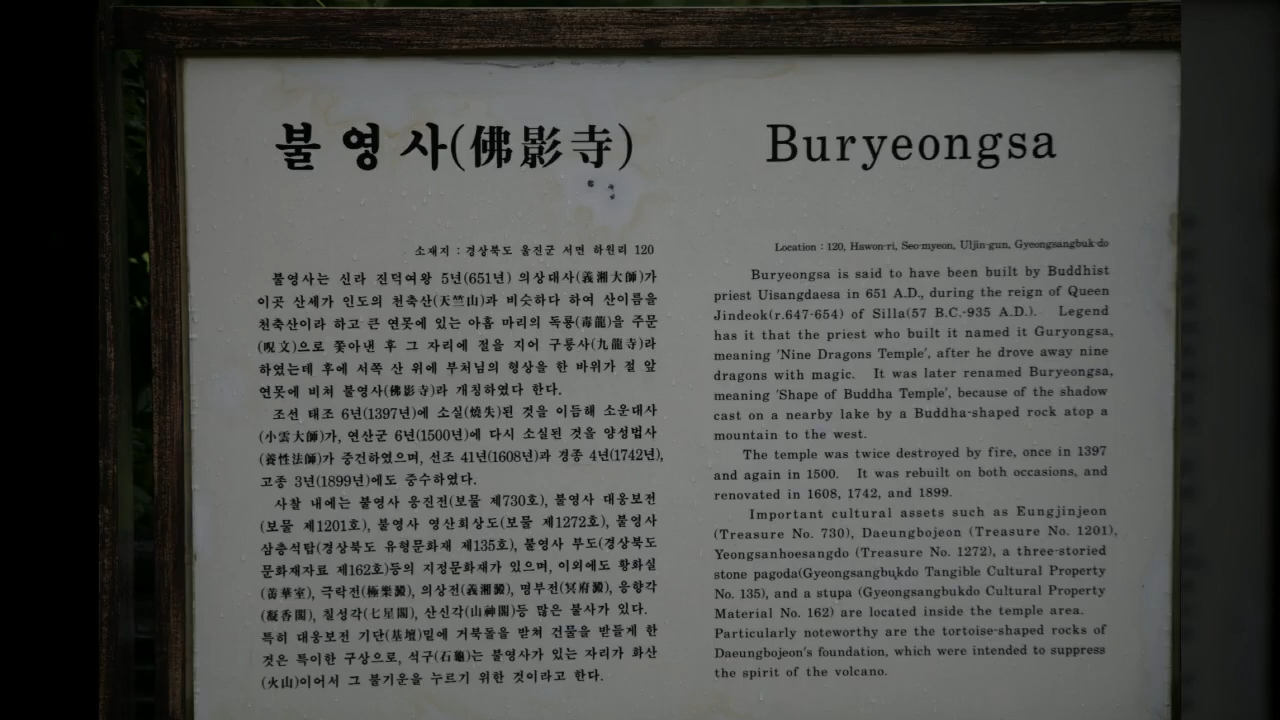 불영사(佛影寺)
소재지 : 경상북도 울진군 서면 하원리 120
불영사는 신라 진덕여왕 5년(651년) 의상대사(義湘大師)가
이곳 산세가 인도의 천축산(天竺山)과 비슷하다 하여 산이름을
천축산이라 하고 큰 연못에 있는 아홉 마리의 독룡(毒龍)을 주문
(呪文)으로 쫓아낸 후 그 자리에 절을 지어 구룡사(九龍寺)라
하였는데 후에 서쪽 산 위에 부처님의 형상을 한 바위가 절 앞
연못에 비쳐 불영사(佛影寺)라 개칭하였다 한다.
조선 태조 6년(1397년)에 소실(燒失)된 것을 이듬해 소운대사
(小雲大師)가, 연산군 6년(1500년)에 다시 소실된 것을 양성법사
(養性法師)가 중건하였으며, 선조 41년(1608년)과 경종 4년(1742년),
고종 3년(1899년)에도 중수하였다.
사찰 내에는 불영사 응진전(보물 제730호), 불영사 대웅보전
(보물 제1201호), 불영사 영산회상도(보물 제1272호), 불영사
삼층석탑(경상북도 유형문화재 제135호), 불영사 부도(경상북도
문화재자료 제162호)등의 지정문화재가 있으며, 이외에도 황화실
(黃華室), 극락전(極樂殿), 의상전(義湘殿), 명부전(冥府殿), 응향각
(凝香閣), 칠성각(七星閣), 산신각(山神閣)등 많은 불사가 있다.
특히 대웅보전 기단(基壇)밑에 거북돌을 받쳐 건물을 받들게 한
것은 특이한 구상으로, 석구(石龜)는 불영사가 있는 자리가 화산
(火山)이어서 그 불기운을 누르기 위한 것이라고 한다.
Buryeongsa
Location : 120, Hawon-ri, Seo-myeon, Uljin-gun, Gyeongsangbuk-do
Buryeongsa is said to have been built by Buddhist
priest Uisangdaesa in 651 A.D., during the reign of Queen
Jindeok(r.647-654) of Silla(57 B.C.-935 A.D.). Legend
has it that the priest who built it named it Guryongsa,
meaning 'Nine Dragons Temple', after he drove away nine
dragons with magic. It was later renamed Buryeongsa,
meaning 'Shape of Buddha Temple', because of the shadow
cast on a nearby lake by a Buddha-shaped rock atop a
mountain to the west.
The temple was twice destroyed by fire, once in 1397
and again in 1500. It was rebuilt on both occasions, and
renovated in 1608, 1742, and 1899.
Important cultural assets such as Eungjinjeon
(Treasure No. 730), Daeungbojeon (Treasure No. 1201),
Yeongsanhoesangdo (Treasure No. 1272), a three-storied
stone pagoda(Gyeongsangbukdo Tangible Cultural Property
No. 135), and a stupa (Gyeongsangbukdo Cultural Property
Material No. 162) are located inside the temple area.
Particularly noteworthy are the tortoise-shaped rocks of
Daeungbojeon's foundation, which were intended to suppress
the spirit of the volcano.